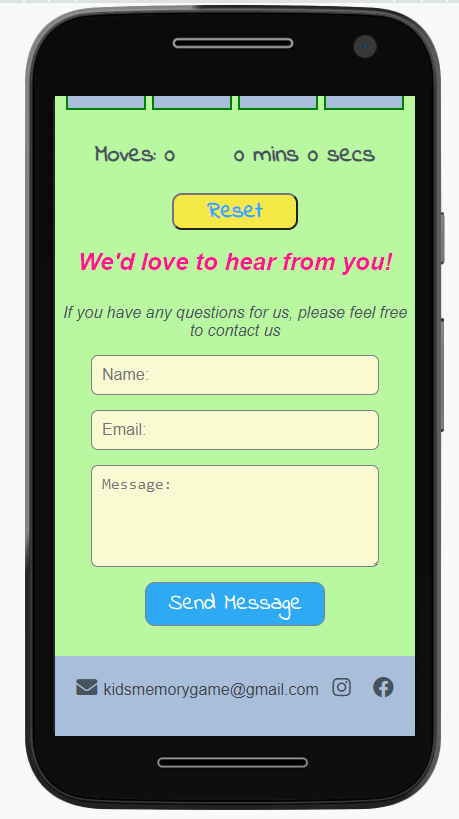 Moves: 0 0 mins 0 secs
Reset
We'd love to hear from you!
If you have any questions for us, please feel free
to contact us
Name:
Email:
Message:
Send Message
kidsmemorygame@gmail.com